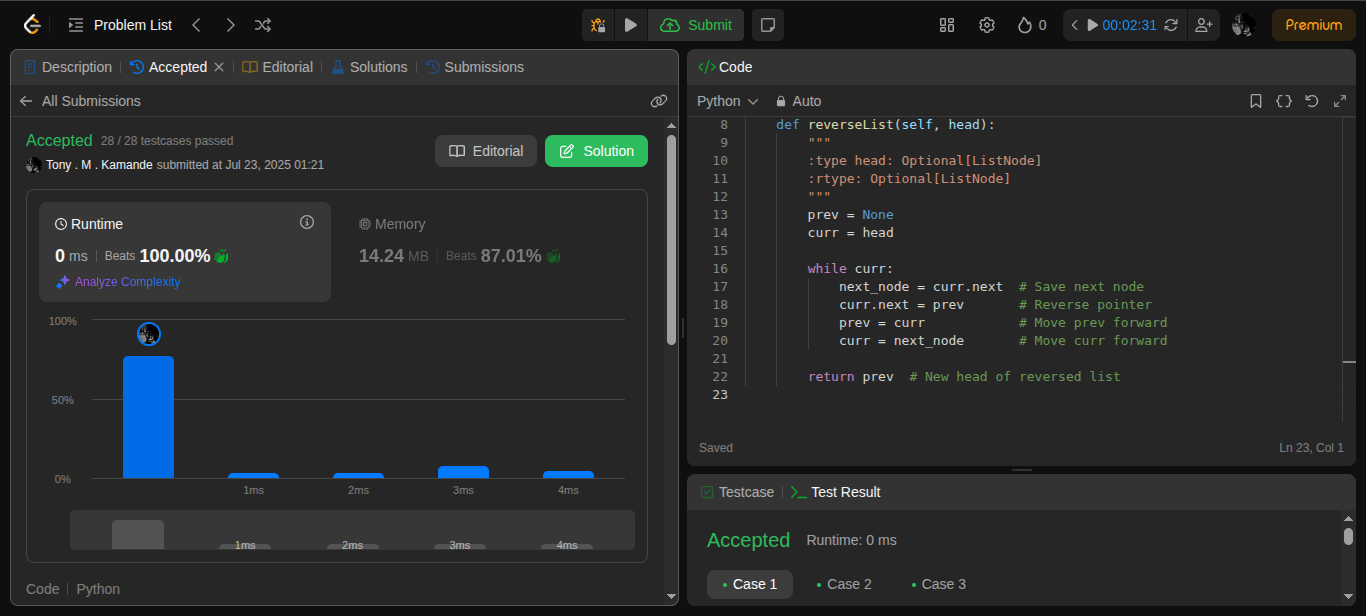 Problem List
Submit
0
00:02:31
Premium
Description
Accepted
Editorial
Solutions
Submissions
All Submissions
Accepted 28 / 28 testcases passed
Tony . M . Kamande submitted at Jul 23, 2025 01:21
Editorial
Solution
Runtime
0 ms Beats 100.00%
Analyze Complexity
Memory
14.24 MB Beats 87.01%
100%
50%
0%
1ms 2ms 3ms 4ms
1ms 2ms 3ms 4ms
Code Python
</> Code
Python Auto
8 def reverseList(self, head):
9 """
10 :type head: Optional[ListNode]
11 :rtype: Optional[ListNode]
12 """
13 prev = None
14 curr = head
15
16 while curr:
17 next_node = curr.next # Save next node
18 curr.next = prev # Reverse pointer
19 prev = curr # Move prev forward
20 curr = next_node # Move curr forward
21
22 return prev # New head of reversed list
23
Saved Ln 23, Col 1
Testcase >_ Test Result
Accepted Runtime: 0 ms
• Case 1 • Case 2 • Case 3